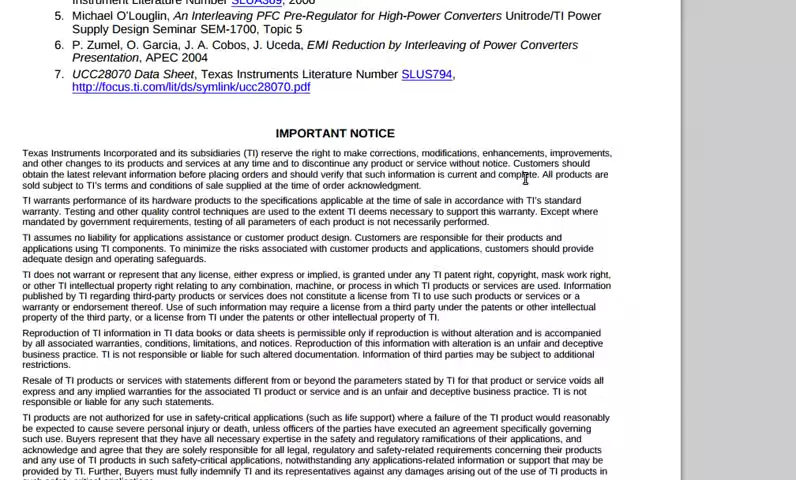 Instrument Literature Number SLUA369, 2006
5. Michael O'Louglin, An Interleaving PFC Pre-Regulator for High-Power Converters Unitrode/TI Power
Supply Design Seminar SEM-1700, Topic 5
6. P. Zumel, O. Garcia, J. A. Cobos, J. Uceda, EMI Reduction by Interleaving of Power Converters
Presentation, APEC 2004
7. UCC28070 Data Sheet, Texas Instruments Literature Number SLUS794,
http://focus.ti.com/lit/ds/symlink/ucc28070.pdf
IMPORTANT NOTICE
Texas Instruments Incorporated and its subsidiaries (TI) reserve the right to make corrections, modifications, enhancements, improvements,
and other changes to its products and services at any time and to discontinue any product or service without notice. Customers should
obtain the latest relevant information before placing orders and should verify that such information is current and complete. All products are
sold subject to TI's terms and conditions of sale supplied at the time of order acknowledgment.
TI warrants performance of its hardware products to the specifications applicable at the time of sale in accordance with TI's standard
warranty. Testing and other quality control techniques are used to the extent TI deems necessary to support this warranty. Except where
mandated by government requirements, testing of all parameters of each product is not necessarily performed.
TI assumes no liability for applications assistance or customer product design. Customers are responsible for their products and
applications using TI components. To minimize the risks associated with customer products and applications, customers should provide
adequate design and operating safeguards.
TI does not warrant or represent that any license, either express or implied, is granted under any TI patent right, copyright, mask work right,
or other TI intellectual property right relating to any combination, machine, or process in which TI products or services are used. Information
published by TI regarding third-party products or services does not constitute a license from TI to use such products or services or a
warranty or endorsement thereof. Use of such information may require a license from a third party under the patents or other intellectual
property of the third party, or a license from TI under the patents or other intellectual property of TI.
Reproduction of TI information in TI data books or data sheets is permissible only if reproduction is without alteration and is accompanied
by all associated warranties, conditions, limitations, and notices. Reproduction of this information with alteration is an unfair and deceptive
business practice. TI is not responsible or liable for such altered documentation. Information of third parties may be subject to additional
restrictions.
Resale of TI products or services with statements different from or beyond the parameters stated by TI for that product or service voids all
express and any implied warranties for the associated TI product or service and is an unfair and deceptive business practice. TI is not
responsible or liable for any such statements.
TI products are not authorized for use in safety-critical applications (such as life support) where a failure of the TI product would reasonably
be expected to cause severe personal injury or death, unless officers of the parties have executed an agreement specifically governing
such use. Buyers represent that they have all necessary expertise in the safety and regulatory ramifications of their applications, and
acknowledge and agree that they are solely responsible for all legal, regulatory and safety-related requirements concerning their products
and any use of TI products in such safety-critical applications, notwithstanding any applications-related information or support that may be
provided by TI. Further, Buyers must fully indemnify TI and its representatives against any damages arising out of the use of TI products in
such safety-critical applications.